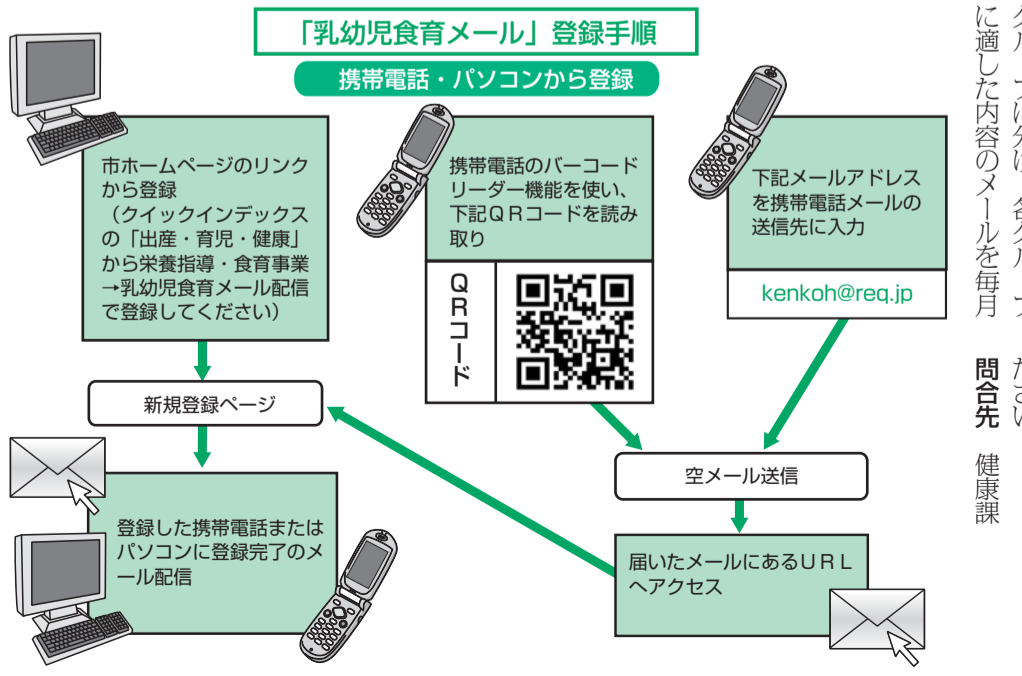 「乳幼児食育メール」登録手順
携帯電話・パソコンから登録
市ホームページのリンク
から登録
（クイックインデックス
の「出産・育児・健康」
から栄養指導・食育事業
→乳幼児食育メール配信
で登録してください）
携帯電話のバーコード
リーダー機能を使い、
下記ＱＲコードを読み
取り
ＱＲコード
下記メールアドレス
を携帯電話メールの
送信先に入力
kenkoh@req.jp
新規登録ページ
空メール送信
登録した携帯電話または
パソコンに登録完了のメ
ール配信
届いたメールにあるＵＲＬ
へアクセス
に適した内容のメールを毎月
問合先　健康課